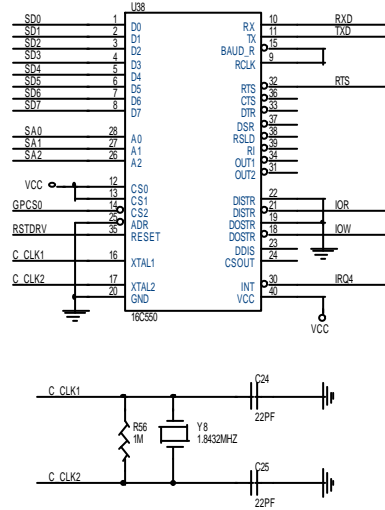 U38
SD0 1 D0 RX 10 RXD
SD1 2 D1 TX 11 TXD
SD2 3 D2 BAUD_R 15
SD3 4 D3 RCLK 9
SD4 5 D4
SD5 6 D5 RTS 32 RTS
SD6 7 D6 CTS 36
SD7 8 D7 DTR 33
DSR 37
SA0 28 A0 RSLD 38
SA1 27 A1 RI 39
SA2 26 A2 OUT1 34
OUT2 31
VCC 12 CS0
13 CS1 DISTR 22
GPCS0 14 CS2 DISTR 21 IOR
25 ADR DOSTR 19
RSTDRV 35 RESET DOSTR 18 IOW
DDIS 23
C_CLK1 16 XTAL1 CSOUT 24
C_CLK2 17 XTAL2 INT 30 IRQ4
20 GND VCC 40
16C550
VCC
C_CLK1
C24
22PF
R56
1M
Y8
1.8432MHZ
C_CLK2
C25
22PF